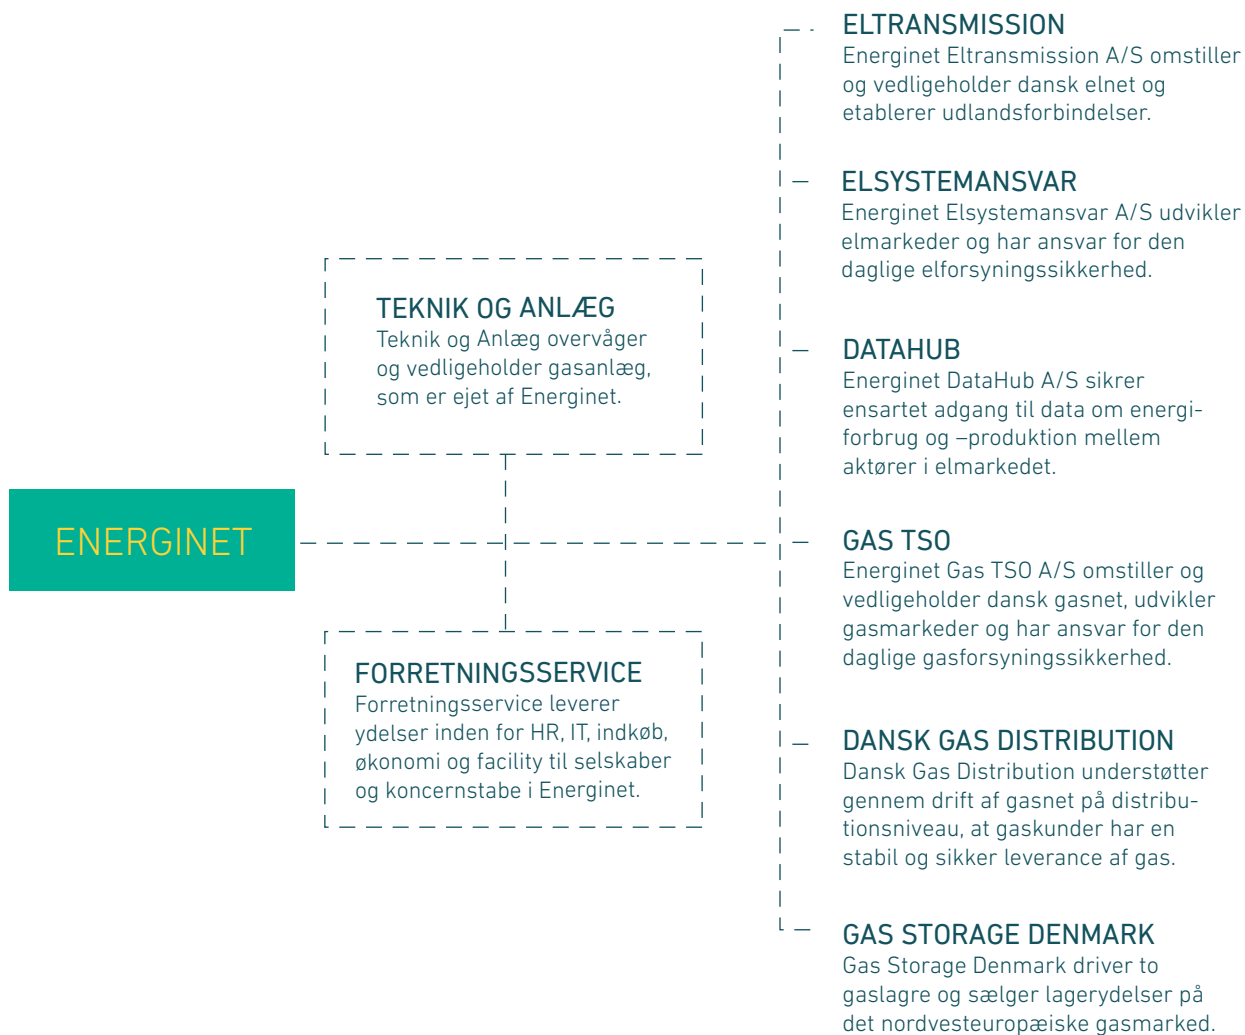 ENERGINET
TEKNIK OG ANLÆG
Teknik og Anlæg overvåger
og vedligeholder gasanlæg,
som er ejet af Energinet.
FORRETNINGSSERVICE
Forretningsservice leverer
ydelser inden for HR, IT, indkøb,
økonomi og facility til selskaber
og koncernstabe i Energinet.
ELTRANSMISSION
Energinet Eltransmission A/S omstiller
og vedligeholder dansk elnet og
etablerer udlandsforbindelser.
ELSYSTEMANSVAR
Energinet Elsystemansvar A/S udvikler
elmarkeder og har ansvar for den
daglige elforsyningssikkerhed.
DATAHUB
Energinet DataHub A/S sikrer
ensartet adgang til data om energi-
forbrug og –produktion mellem
aktører i elmarkedet.
GAS TSO
Energinet Gas TSO A/S omstiller og
vedligeholder dansk gasnet, udvikler
gasmarkeder og har ansvar for den
daglige gasforsyningssikkerhed.
DANSK GAS DISTRIBUTION
Dansk Gas Distribution understøtter
gennem drift af gasnet på distribu-
tionsniveau, at gaskunder har en
stabil og sikker leverance af gas.
GAS STORAGE DENMARK
Gas Storage Denmark driver to
gaslagre og sælger lagerydelser på
det nordvesteuropæiske gasmarked.